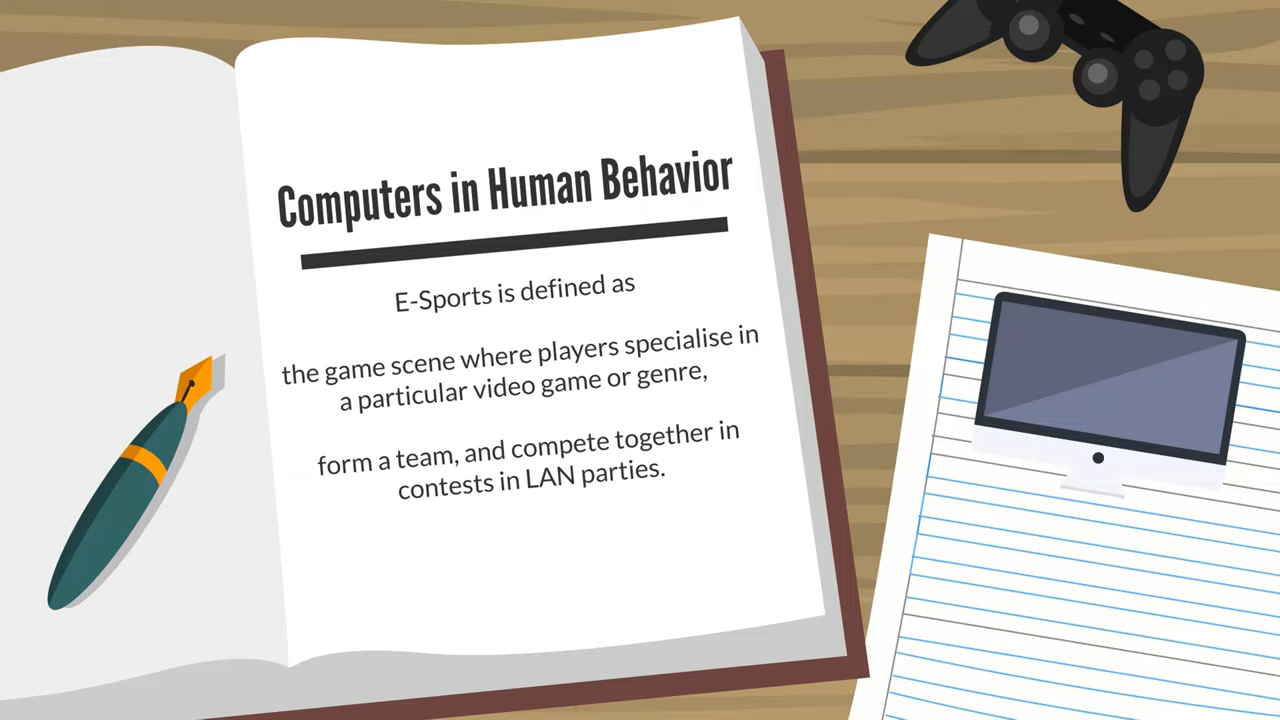 Computers in Human Behavior
E-Sports is defined as
the game scene where players specialise in
a particular video game or genre,
form a team, and compete together in
contests in LAN parties.